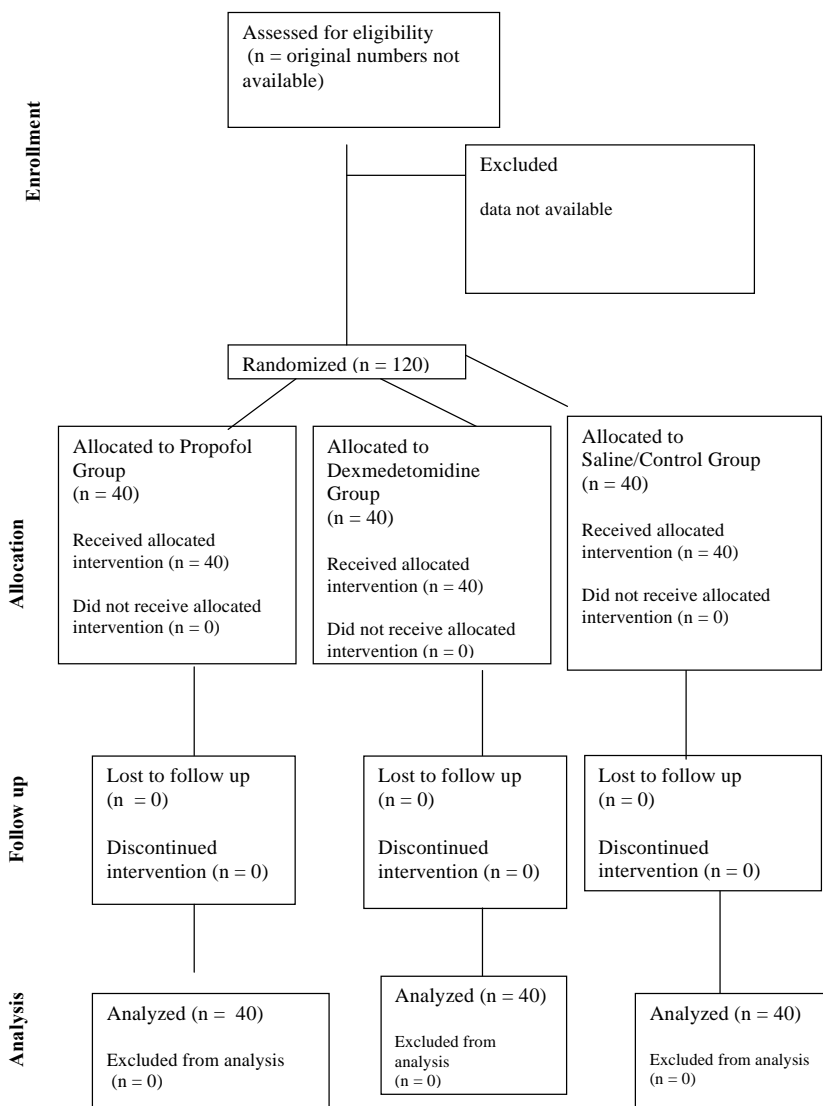 Enrollment
Assessed for eligibility
(n = original numbers not
available)
Excluded
data not available
Randomized (n = 120)
Allocation
Allocated to Propofol
Group
(n = 40)
Received allocated
intervention (n = 40)
Did not receive allocated
intervention (n = 0)
Allocated to
Dexmedetomidine
Group
(n = 40)
Received allocated
intervention (n = 40)
Did not receive allocated
intervention (n = 0)
Allocated to
Saline/Control Group
(n = 40)
Received allocated
intervention (n = 40)
Did not receive allocated
intervention (n = 0)
Follow up
Lost to follow up
(n = 0)
Discontinued
intervention (n = 0)
Lost to follow up
(n = 0)
Discontinued
intervention (n = 0)
Lost to follow up
(n = 0)
Discontinued
intervention (n = 0)
Analysis
Analyzed (n = 40)
Excluded from analysis
(n = 0)
Analyzed (n = 40)
Excluded from
analysis
(n = 0)
Analyzed (n = 40)
Excluded from analysis
(n = 0)